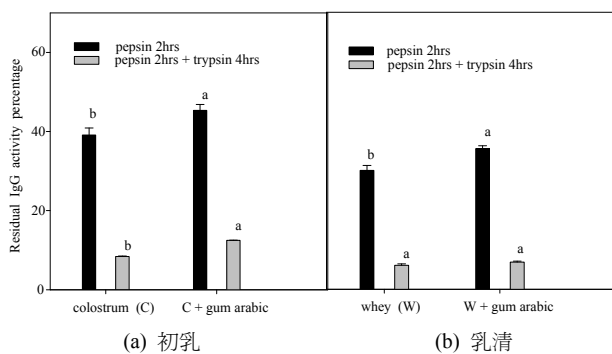 60
40
20
0
Residual IgG activity percentage
pepsin 2hrs
pepsin 2hrs + trypsin 4hrs
b
b
a
a
colostrum (C)
C + gum arabic
(a) 初乳
pepsin 2hrs
pepsin 2hrs + trypsin 4hrs
b
a
a
a
whey (W)
W + gum arabic
(b) 乳清